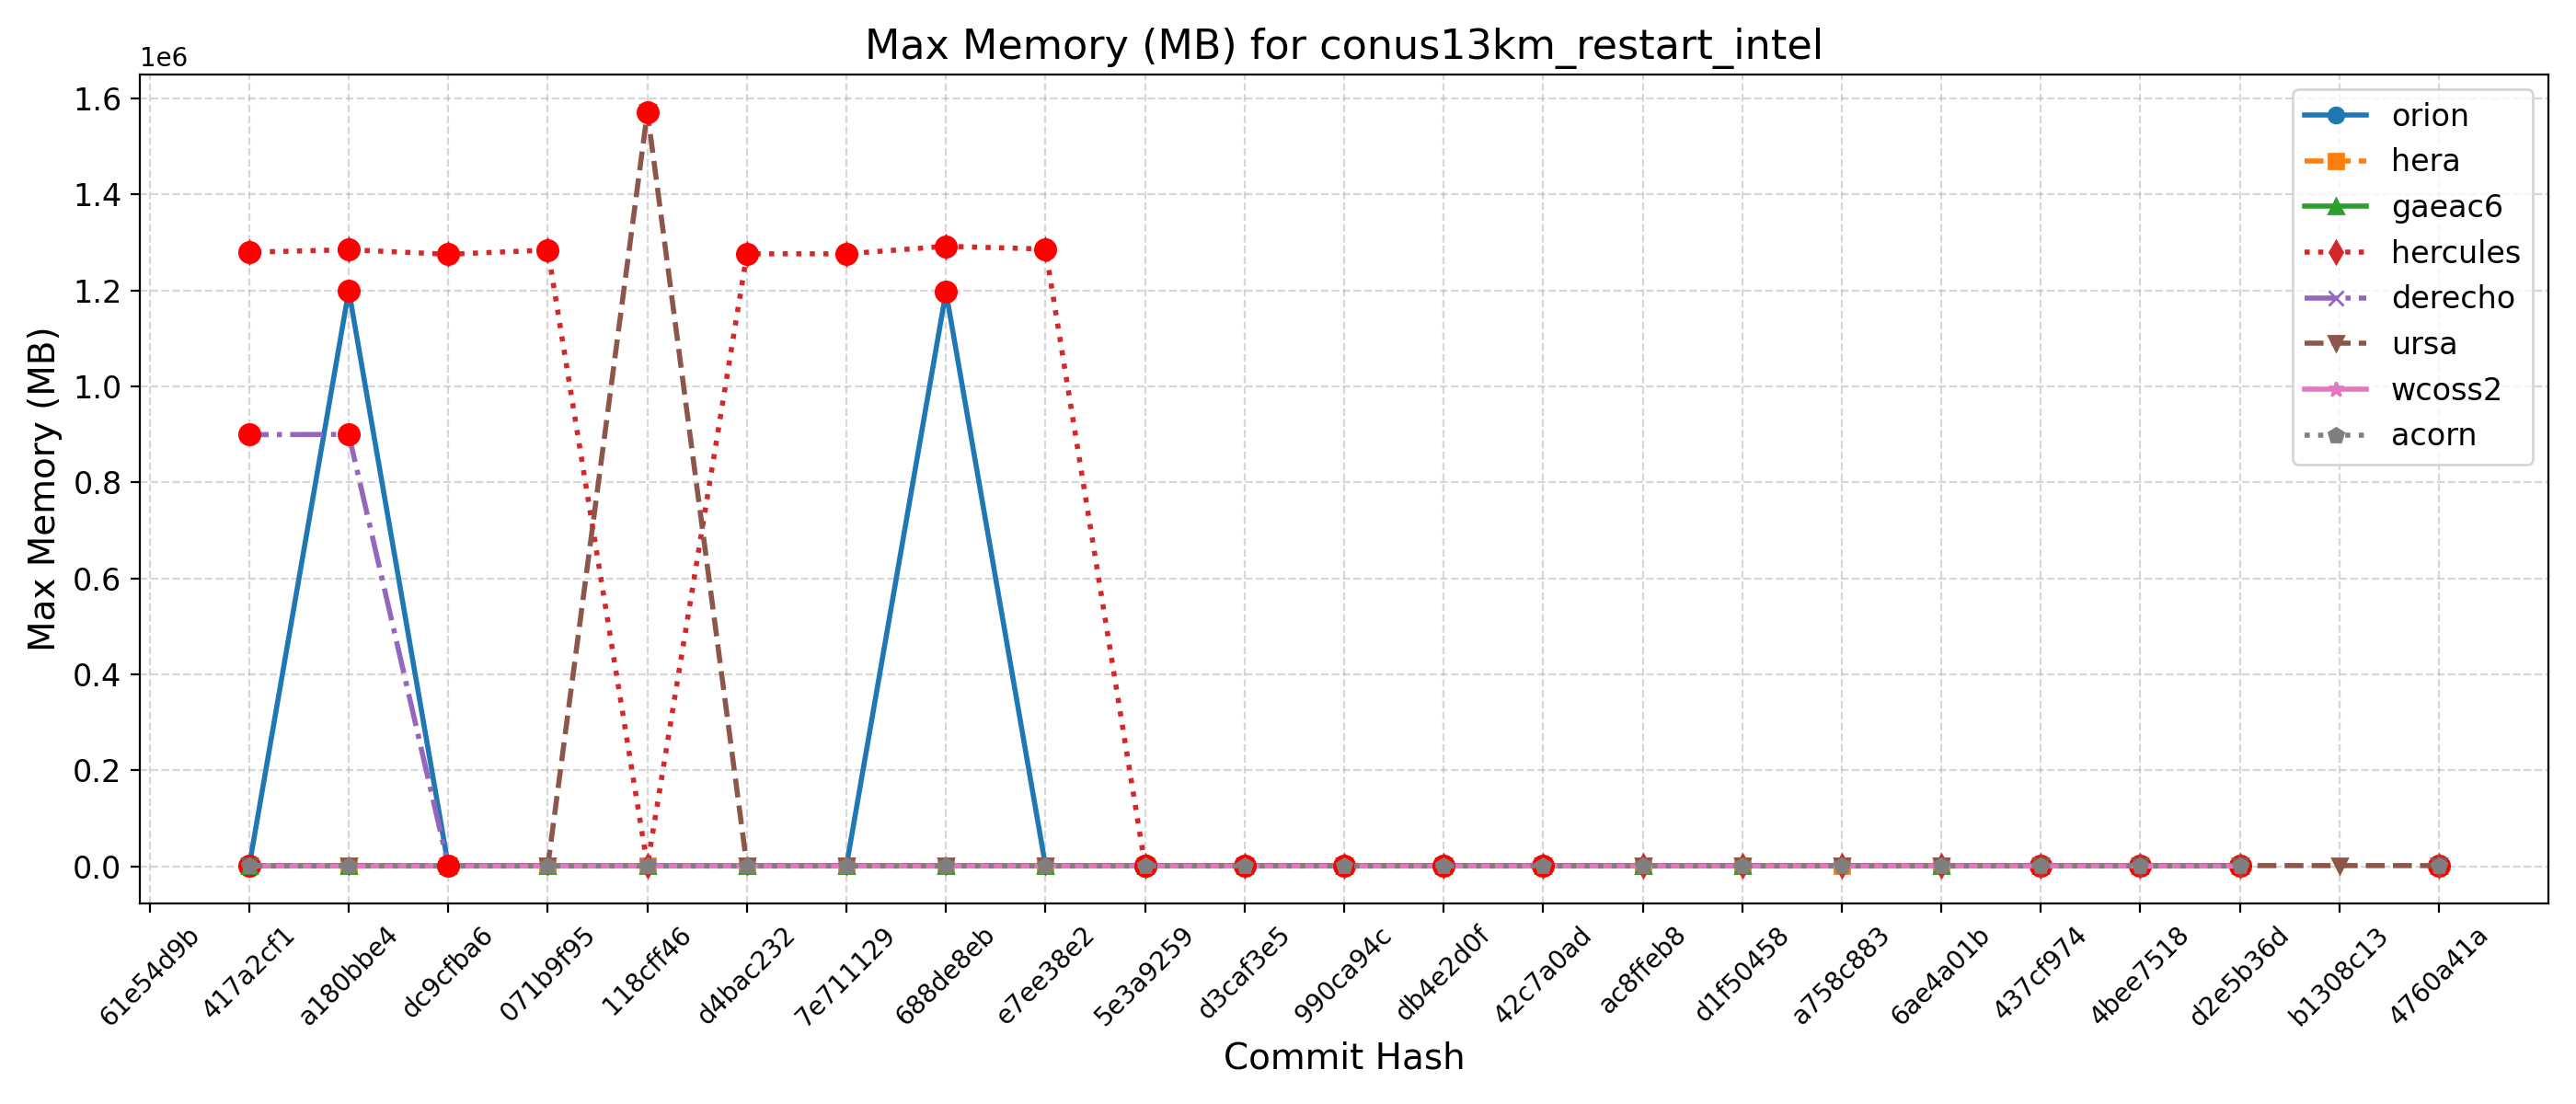 Max Memory (MB) for conus13km_restart_intel
1e6
1.6
1.4
1.2
1.0
0.8
0.6
0.4
0.2
0.0
Max Memory (MB)
orion
hera
gaeac6
hercules
derecho
ursa
wcoss2
acorn
61e54d9b
417a2cf1
a180bbe4
dc9cfba6
071b9f95
118cff46
d4bac232
7e711129
688de8eb
e7ee38e2
5e3a9259
d3caf3e5
990ca94c
db4e2d0f
42c7a0ad
ac8ffeb8
d1f50458
a758c883
6ae4a01b
437cf974
4bee7518
d2e5b36d
b1308c13
4760a41a
Commit Hash